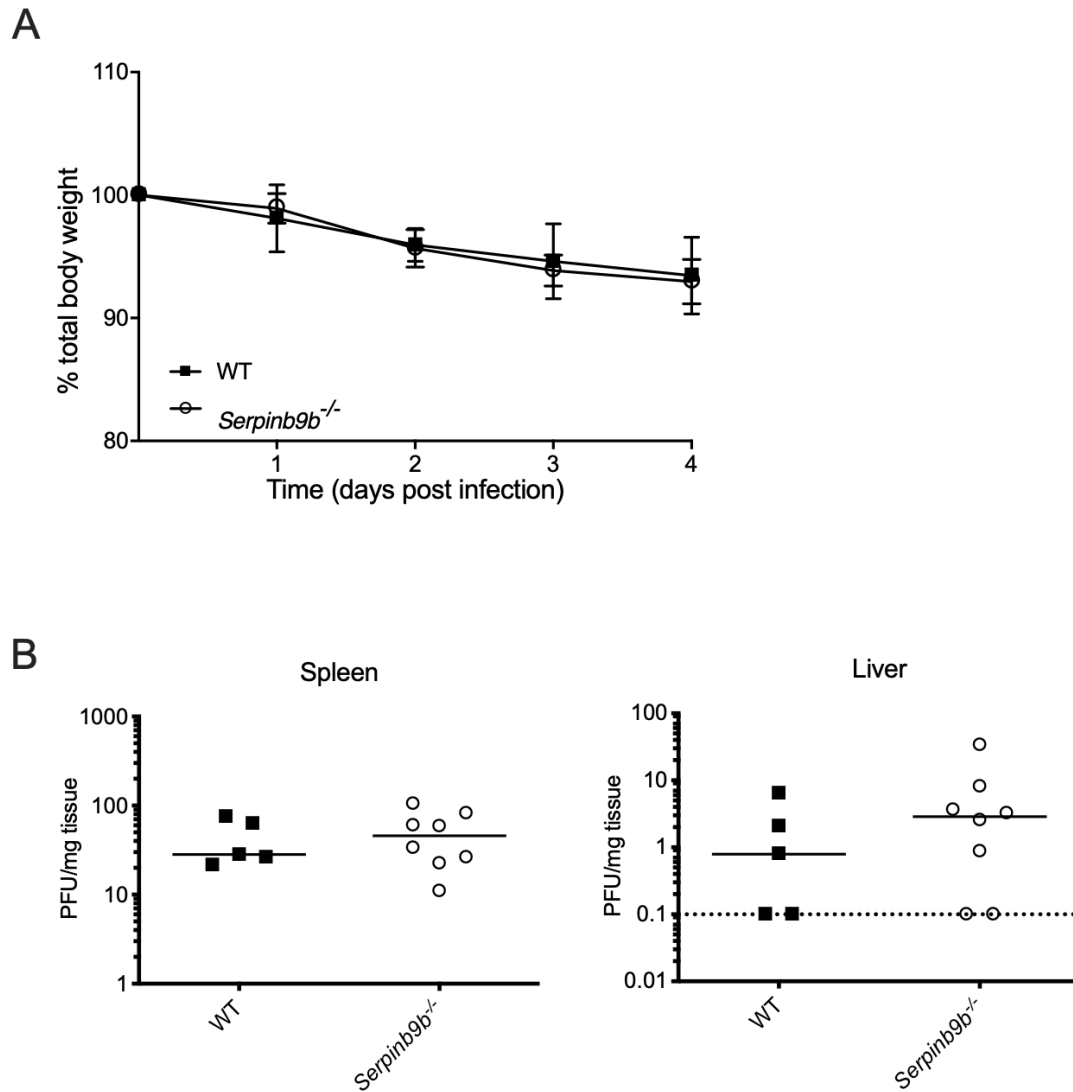 A
110
100
90
80
% total body weight
WT
Serpinb9b-/-
1 2 3 4
Time (days post infection)
B
Spleen
1000
100
10
1
PFU/mg tissue
WT
Serpinb9b-/-
Liver
100
10
1
0.1
0.01
PFU/mg tissue
WT
Serpinb9b-/-